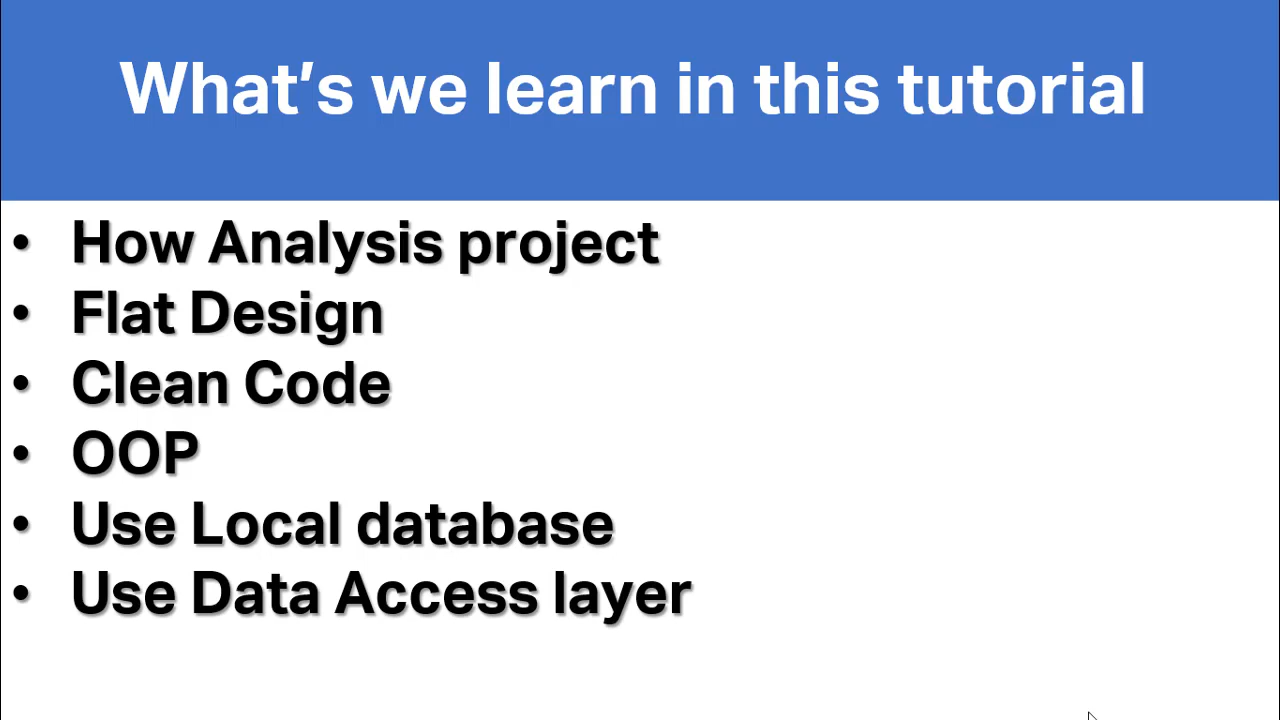 What’s we learn in this tutorial
• How Analysis project
• Flat Design
• Clean Code
• OOP
• Use Local database
• Use Data Access layer